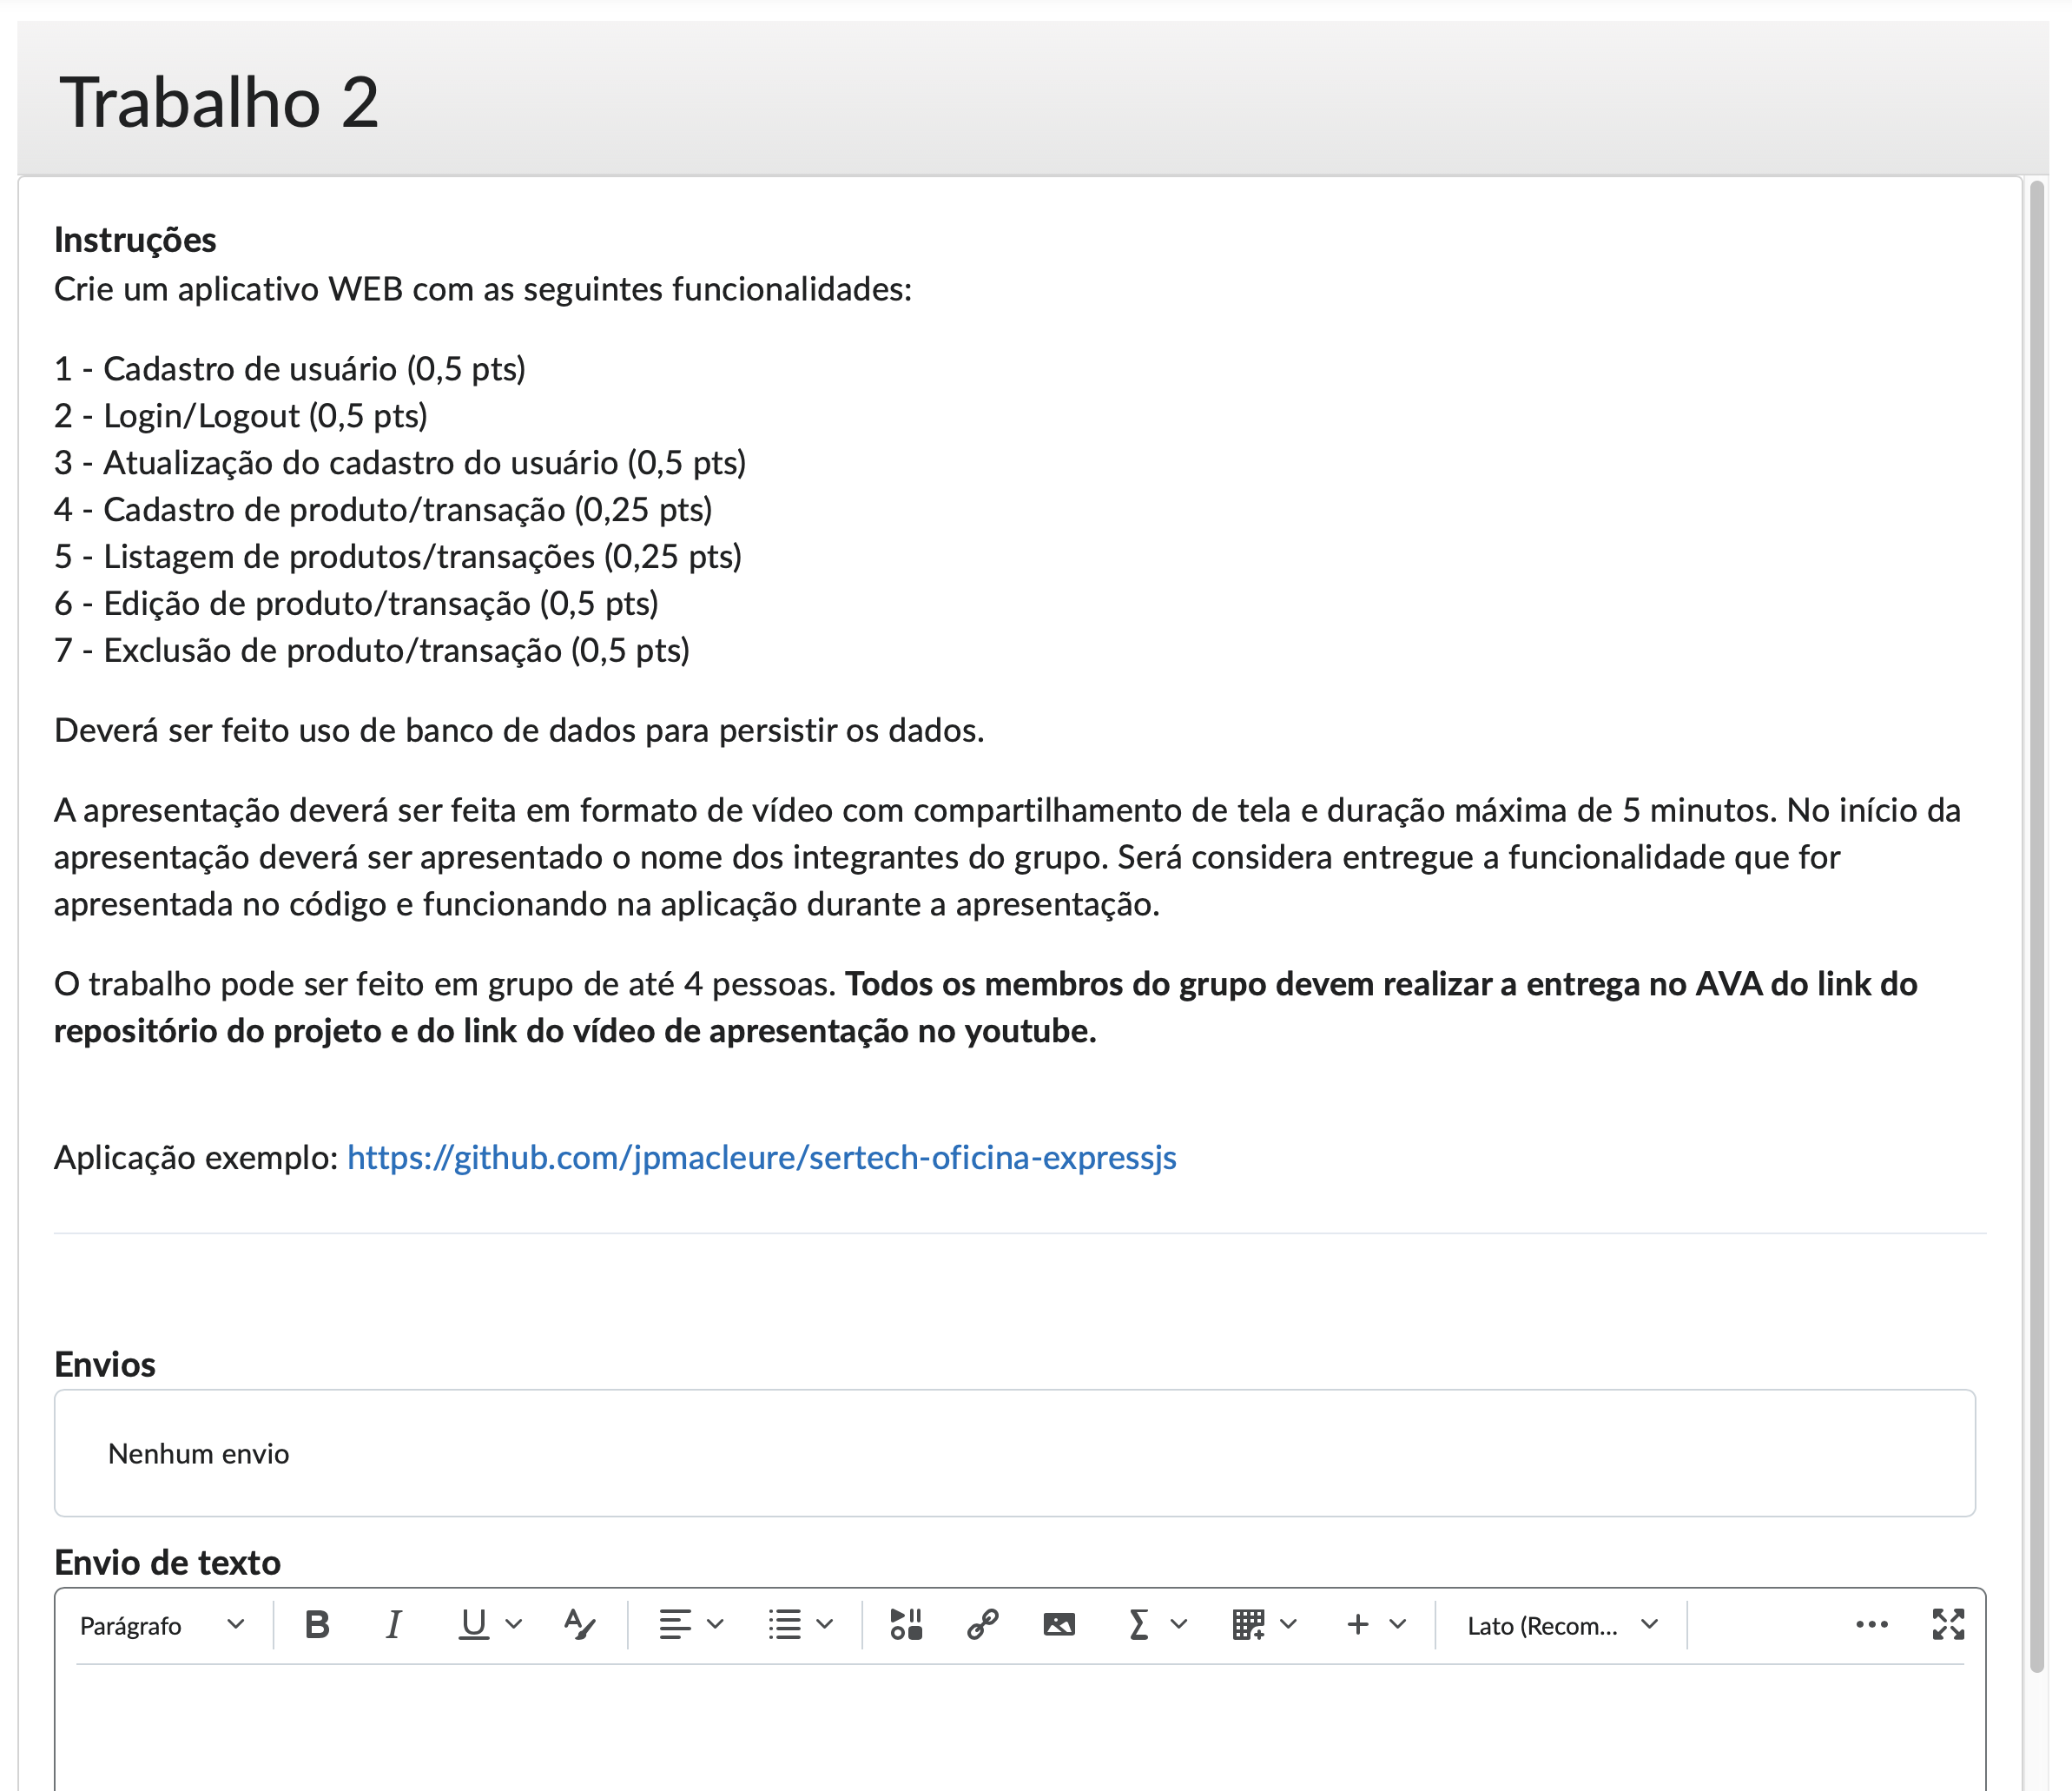 Trabalho 2
Instruções
Crie um aplicativo WEB com as seguintes funcionalidades:
1 - Cadastro de usuário (0,5 pts)
2 - Login/Logout (0,5 pts)
3 - Atualização do cadastro do usuário (0,5 pts)
4 - Cadastro de produto/transação (0,25 pts)
5 - Listagem de produtos/transações (0,25 pts)
6 - Edição de produto/transação (0,5 pts)
7 - Exclusão de produto/transação (0,5 pts)
Deverá ser feito uso de banco de dados para persistir os dados.
A apresentação deverá ser feita em formato de vídeo com compartilhamento de tela e duração máxima de 5 minutos. No início da
apresentação deverá ser apresentado o nome dos integrantes do grupo. Será considera entregue a funcionalidade que for
apresentada no código e funcionando na aplicação durante a apresentação.
O trabalho pode ser feito em grupo de até 4 pessoas. Todos os membros do grupo devem realizar a entrega no AVA do link do
repositório do projeto e do link do vídeo de apresentação no youtube.
Aplicação exemplo: https://github.com/jpmacleure/sertech-oficina-expressjs
Envios
Nenhum envio
Envio de texto
Parágrafo B I U A Σ + Lato (Recom... ...